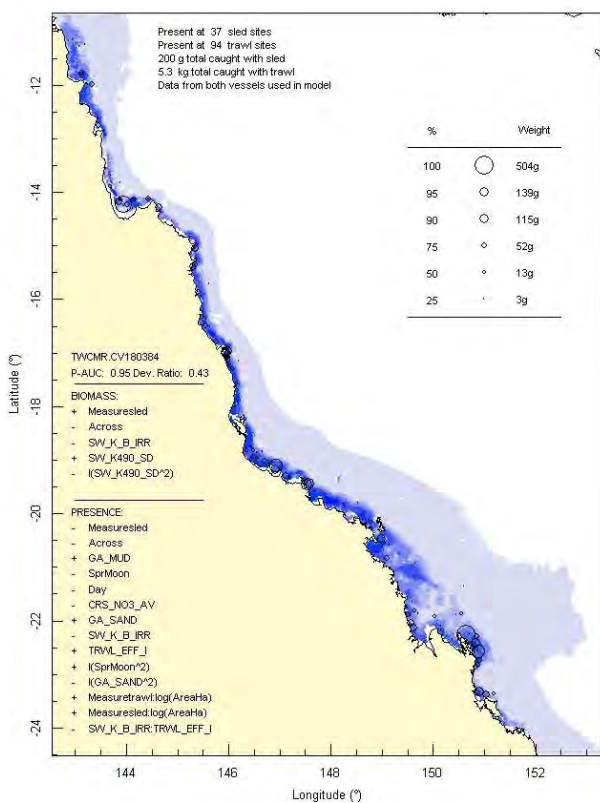 Present at 37 sled sites
Present at 94 trawl sites
200 g total caught with sled
5.3 kg total caught with trawl
Data from both vessels used in model
% Weight
100 504g
95 139g
90 115g
75 52g
50 13g
25 3g
TWCMR.CV180384
P-AUC: 0.95 Dev. Ratio: 0.43
BIOMASS:
+ Measuresled
- Across
- SW_K_B_IRR
+ SW_K490_SD
- I(SW_K490_SD^2)
PRESENCE:
- Measuresled
- Across
+ GA_MUD
- SprMoon
- Day
- CRS_NO3_AV
+ GA_SAND
- SW_K_B_IRR
+ TRWL_EFF_I
+ I(SprMoon^2)
- I(GA_SAND^2)
+ Measuretrawl:log(AreaHa)
+ Measuresled:log(AreaHa)
- SW_K_B_IRR:TRWL_EFF_I
Latitude (°)
-12
-14
-16
-18
-20
-22
-24
144 146 148 150 152
Longitude (°)